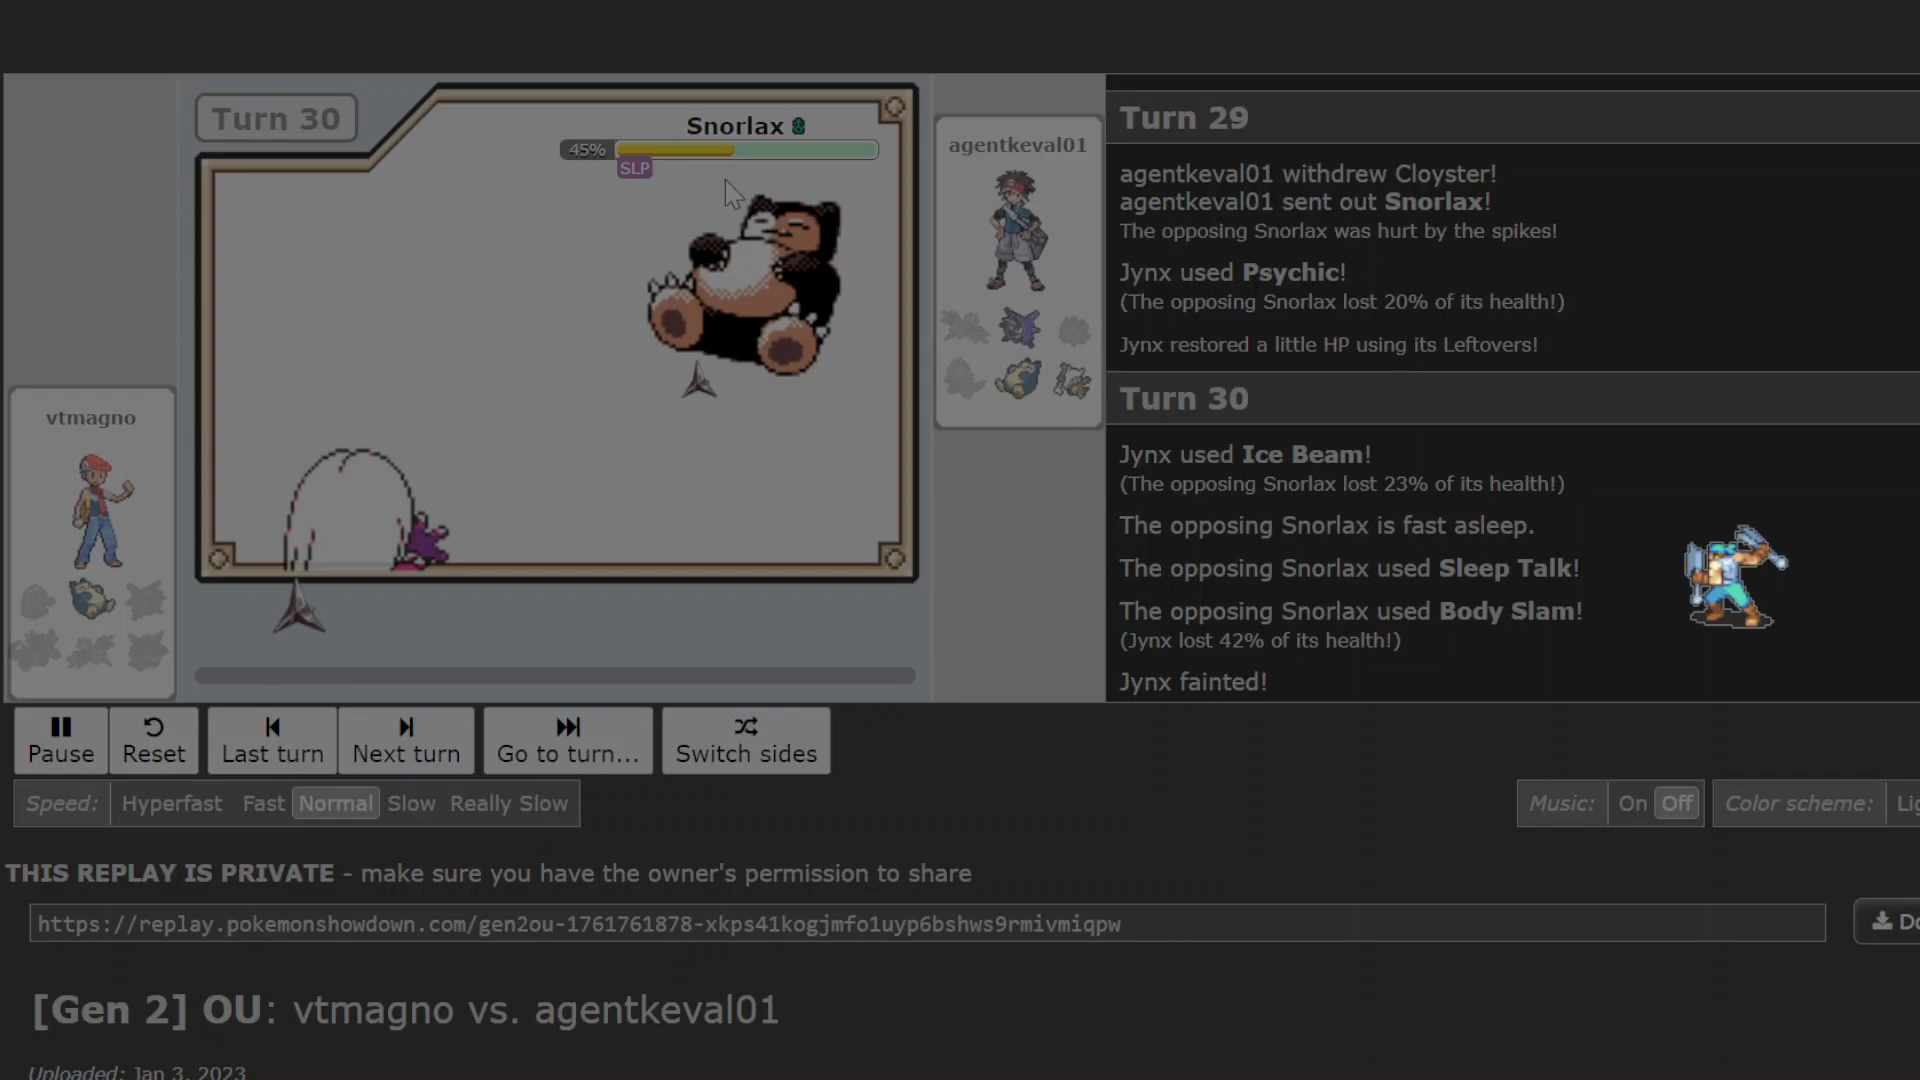 Turn 30
Snorlax
45%
SLP
agentkeval01
vtmagno
Turn 29
agentkeval01 withdrew Cloyster!
agentkeval01 sent out Snorlax!
The opposing Snorlax was hurt by the spikes!
Jynx used Psychic!
(The opposing Snorlax lost 20% of its health!)
Jynx restored a little HP using its Leftovers!
Turn 30
Jynx used Ice Beam!
(The opposing Snorlax lost 23% of its health!)
The opposing Snorlax is fast asleep.
The opposing Snorlax used Sleep Talk!
The opposing Snorlax used Body Slam!
(Jynx lost 42% of its health!)
Jynx fainted!
Pause Reset Last turn Next turn Go to turn... Switch sides
Speed: Hyperfast Fast Normal Slow Really Slow
Music: On Off Color scheme: Lig
THIS REPLAY IS PRIVATE - make sure you have the owner's permission to share
https://replay.pokemonshowdown.com/gen2ou-1761761878-xkps41kogjmfo1uyp6bshws9rmivmiqpw
Do
[Gen 2] OU: vtmagno vs. agentkeval01
Uploaded: Jan 3, 2023